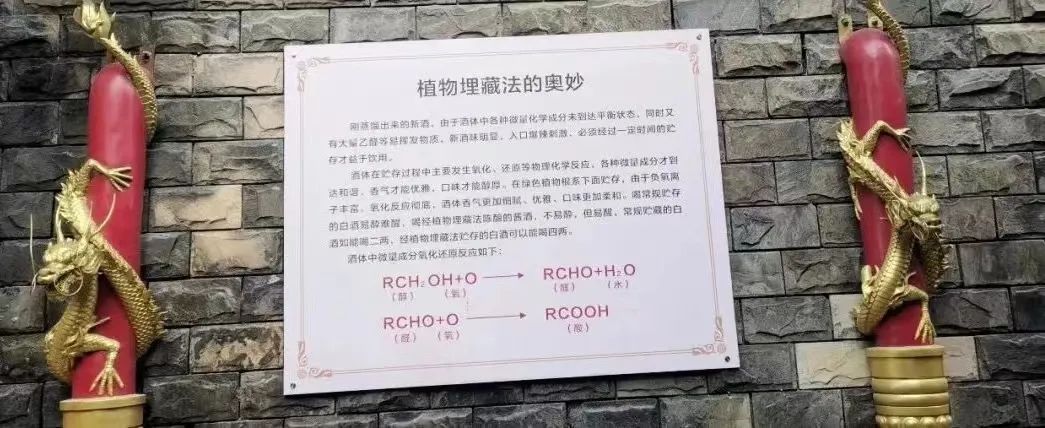 植物埋藏法的奥妙
刚蒸馏出来的新酒，由于酒体中各种微量化学成分未到达平衡状态，同时又
有大量乙醇等易挥发物质，新酒味明显，入口爆辣刺激，必须经过一定时间的贮
存才益于饮用。
酒体在贮存过程中主要发生氧化、还原等物理化学反应，各种微量成分才到
达和谐，香气才能优雅，口味才能醇厚。在绿色植物根系下面贮存，由于负氧离
子丰富，氧化反应彻底，酒体香气更加细腻、优雅、口味更加柔和。喝常规贮存
的白酒易醉难醒，喝经植物埋藏法陈酿的酱酒，不易醉，但易醒，常规贮藏的白
酒如能喝二两，经植物埋藏法贮存的白酒可以能喝四两。
酒体中微量成分氧化还原反应如下：
RCH₂OH+O → RCHO+H₂O
（醇） （氧） （醛） （水）
RCHO+O → RCOOH
（醛） （氧） （酸）